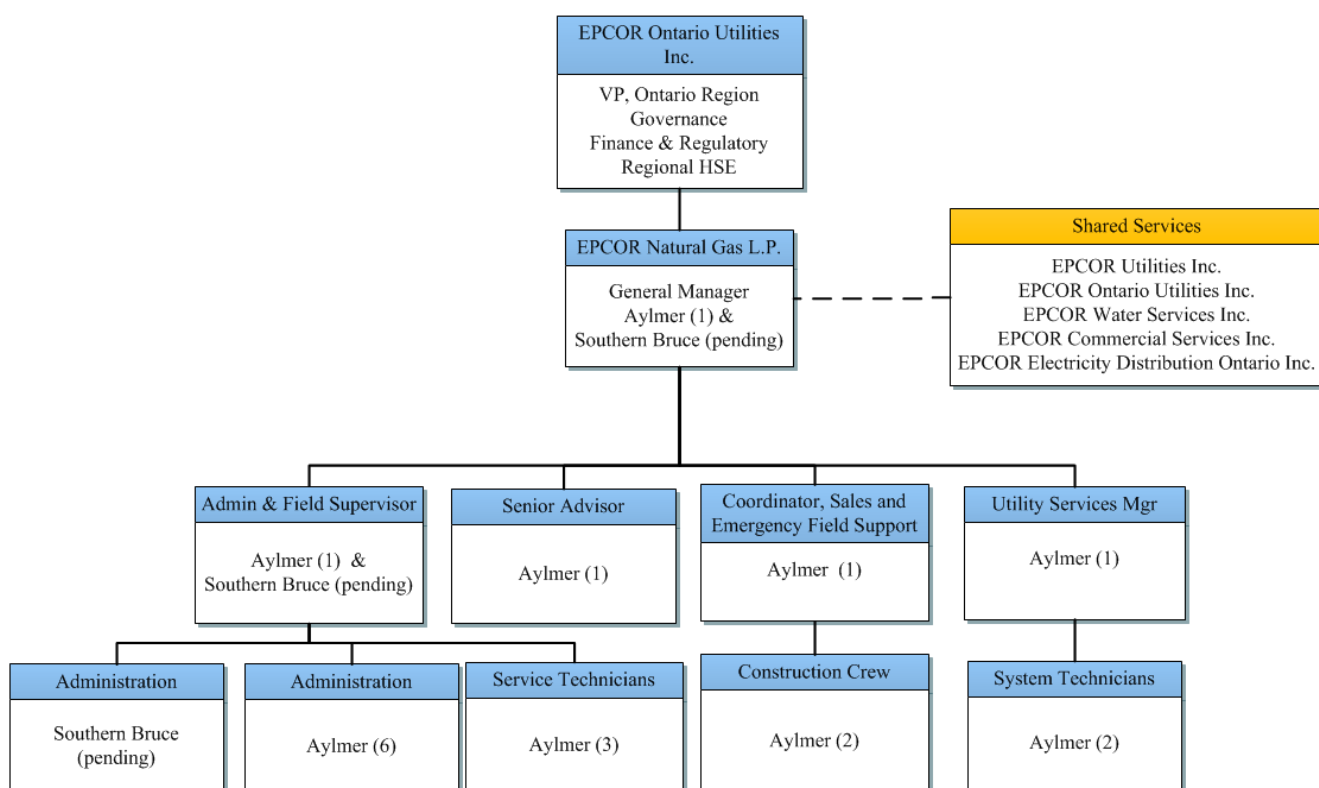 EPCOR Ontario Utilities
Inc.
VP, Ontario Region
Governance
Finance & Regulatory
Regional HSE
EPCOR Natural Gas L.P.
General Manager
Aylmer (1) &
Southern Bruce (pending)
Shared Services
EPCOR Utilities Inc.
EPCOR Ontario Utilities Inc.
EPCOR Water Services Inc.
EPCOR Commercial Services Inc.
EPCOR Electricity Distribution Ontario Inc.
Admin & Field Supervisor
Aylmer (1) &
Southern Bruce (pending)
Senior Advisor
Aylmer (1)
Coordinator, Sales and
Emergency Field Support
Aylmer (1)
Utility Services Mgr
Aylmer (1)
Administration
Southern Bruce
(pending)
Administration
Aylmer (6)
Service Technicians
Aylmer (3)
Construction Crew
Aylmer (2)
System Technicians
Aylmer (2)